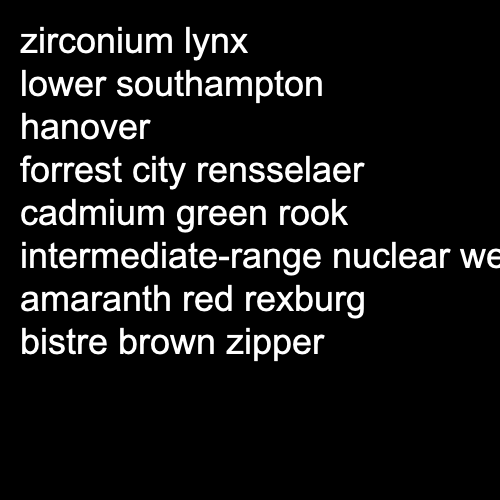 zirconium lynx
lower southampton
hanover
forrest city rensselaer
cadmium green rook
intermediate-range nuclear we
amaranth red rexburg
bistre brown zipper